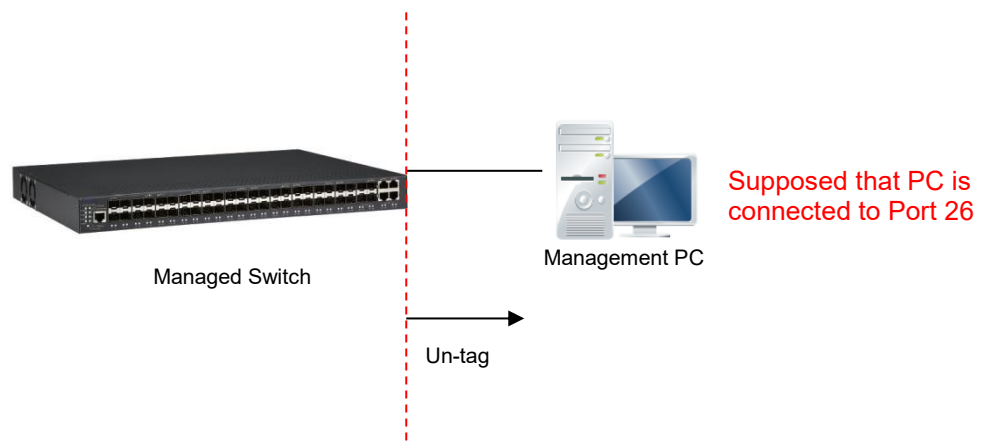 Supposed that PC is
connected to Port 26
Management PC
Managed Switch
Un-tag